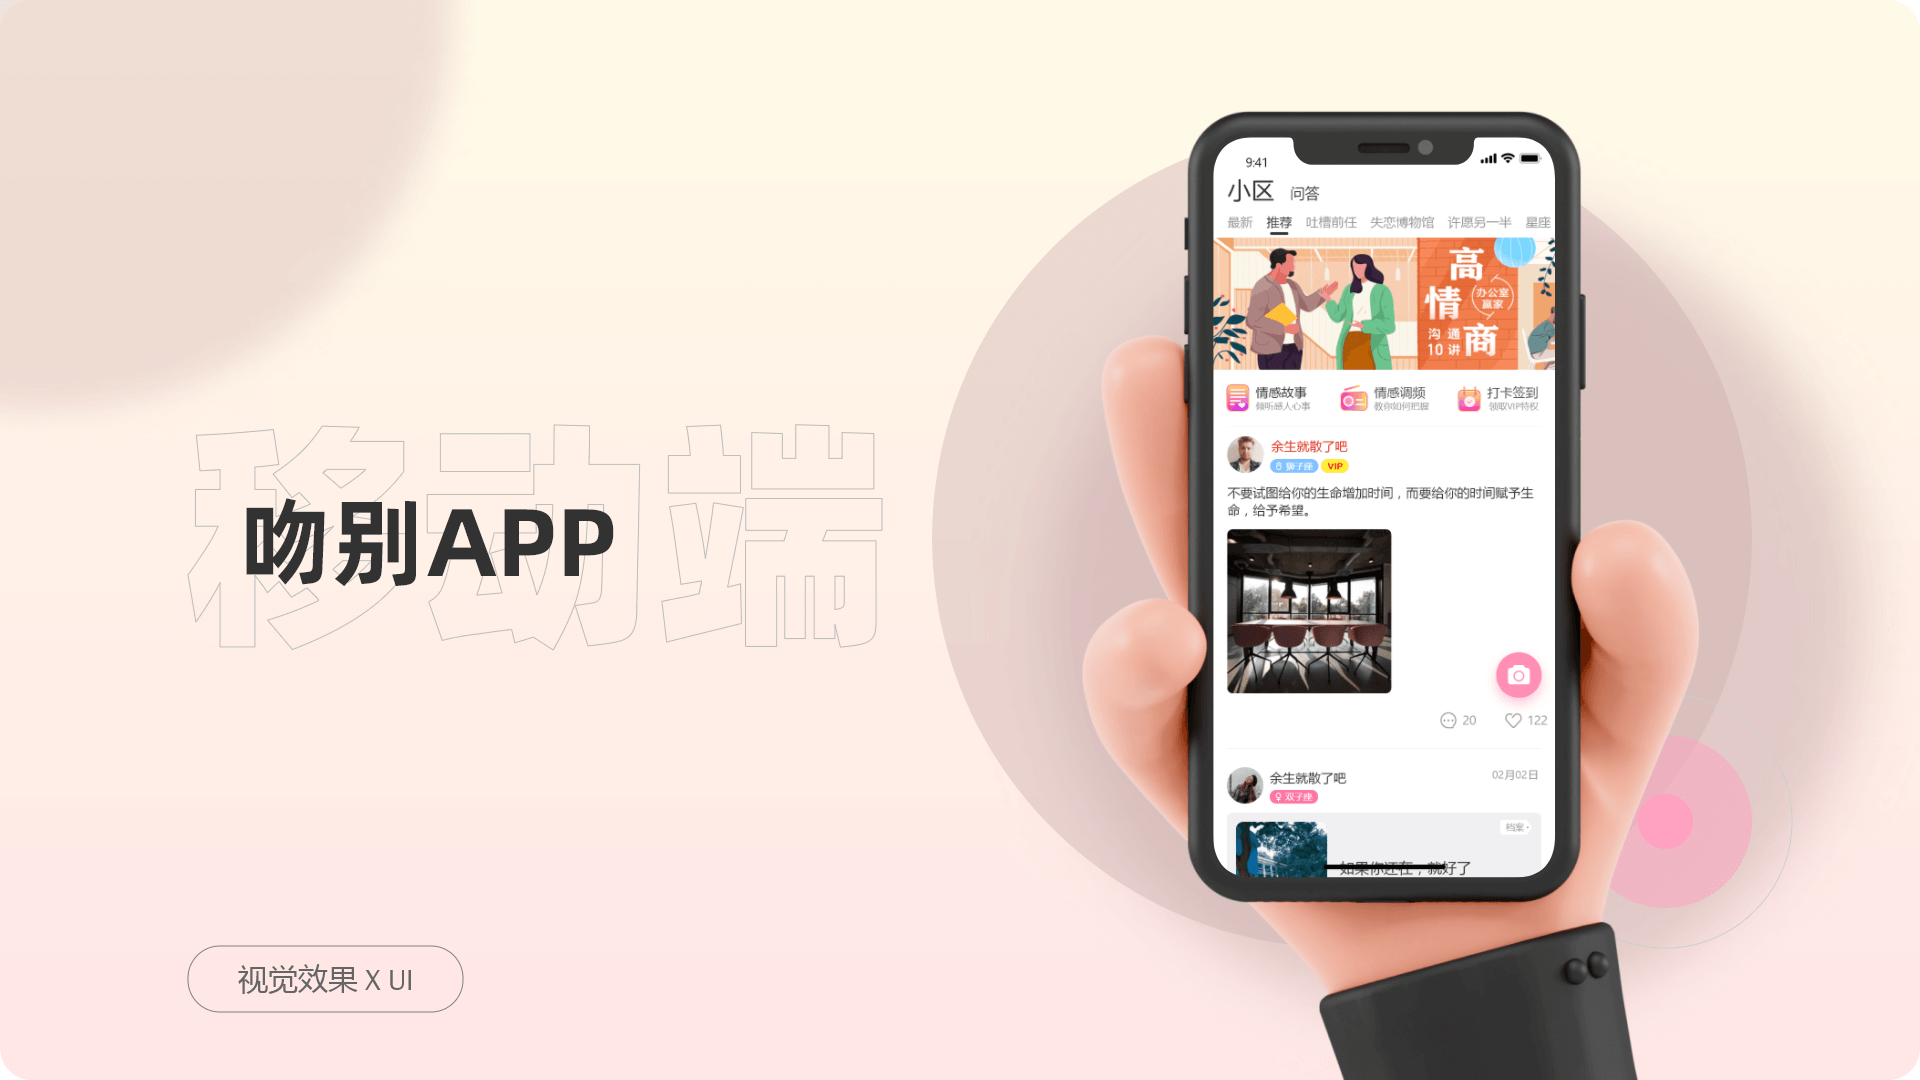 移动端
吻别APP
视觉效果 X UI
9:41
小区 问答
最新 推荐 吐槽前任 失恋博物馆 许愿另一半 星座
高
情
商
办公室
赢家
沟通
10讲
情感故事
倾听感人心事
情感调频
教你如何把握
打卡签到
领取VIP特权
余生就散了吧
狮子座 VIP
不要试图给你的生命增加时间，而要给你的时间赋予生
命，给予希望。
20 122
余生就散了吧
02月02日
双子座
档案
如果你还在，就好了